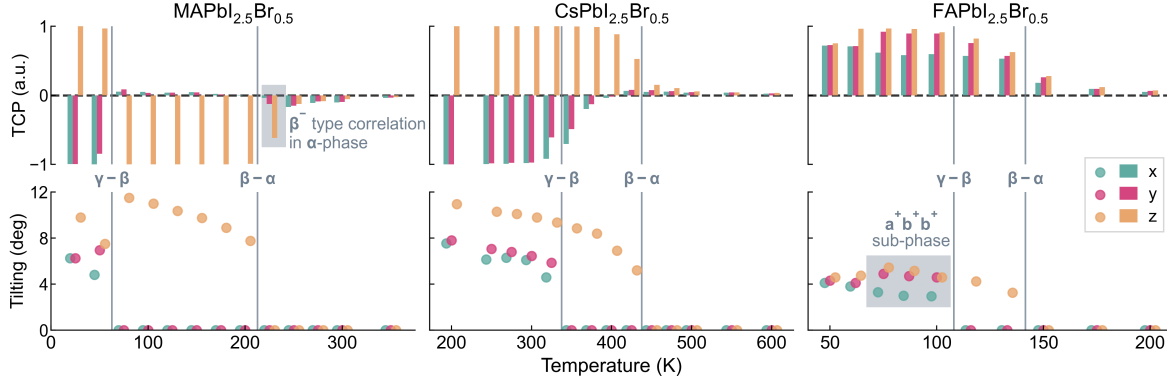 MAPbI2.5Br0.5
CsPbI2.5Br0.5
FAPbI2.5Br0.5
TCP (a.u.)
1
0
−1
β− type correlation
in α-phase
γ − β
β − α
γ − β
β − α
γ − β
β − α
x
y
z
Tilting (deg)
12
8
4
0
a+b+b+
sub-phase
0 100 200 300
200 300 400 500 600
50 100 150 200
Temperature (K)